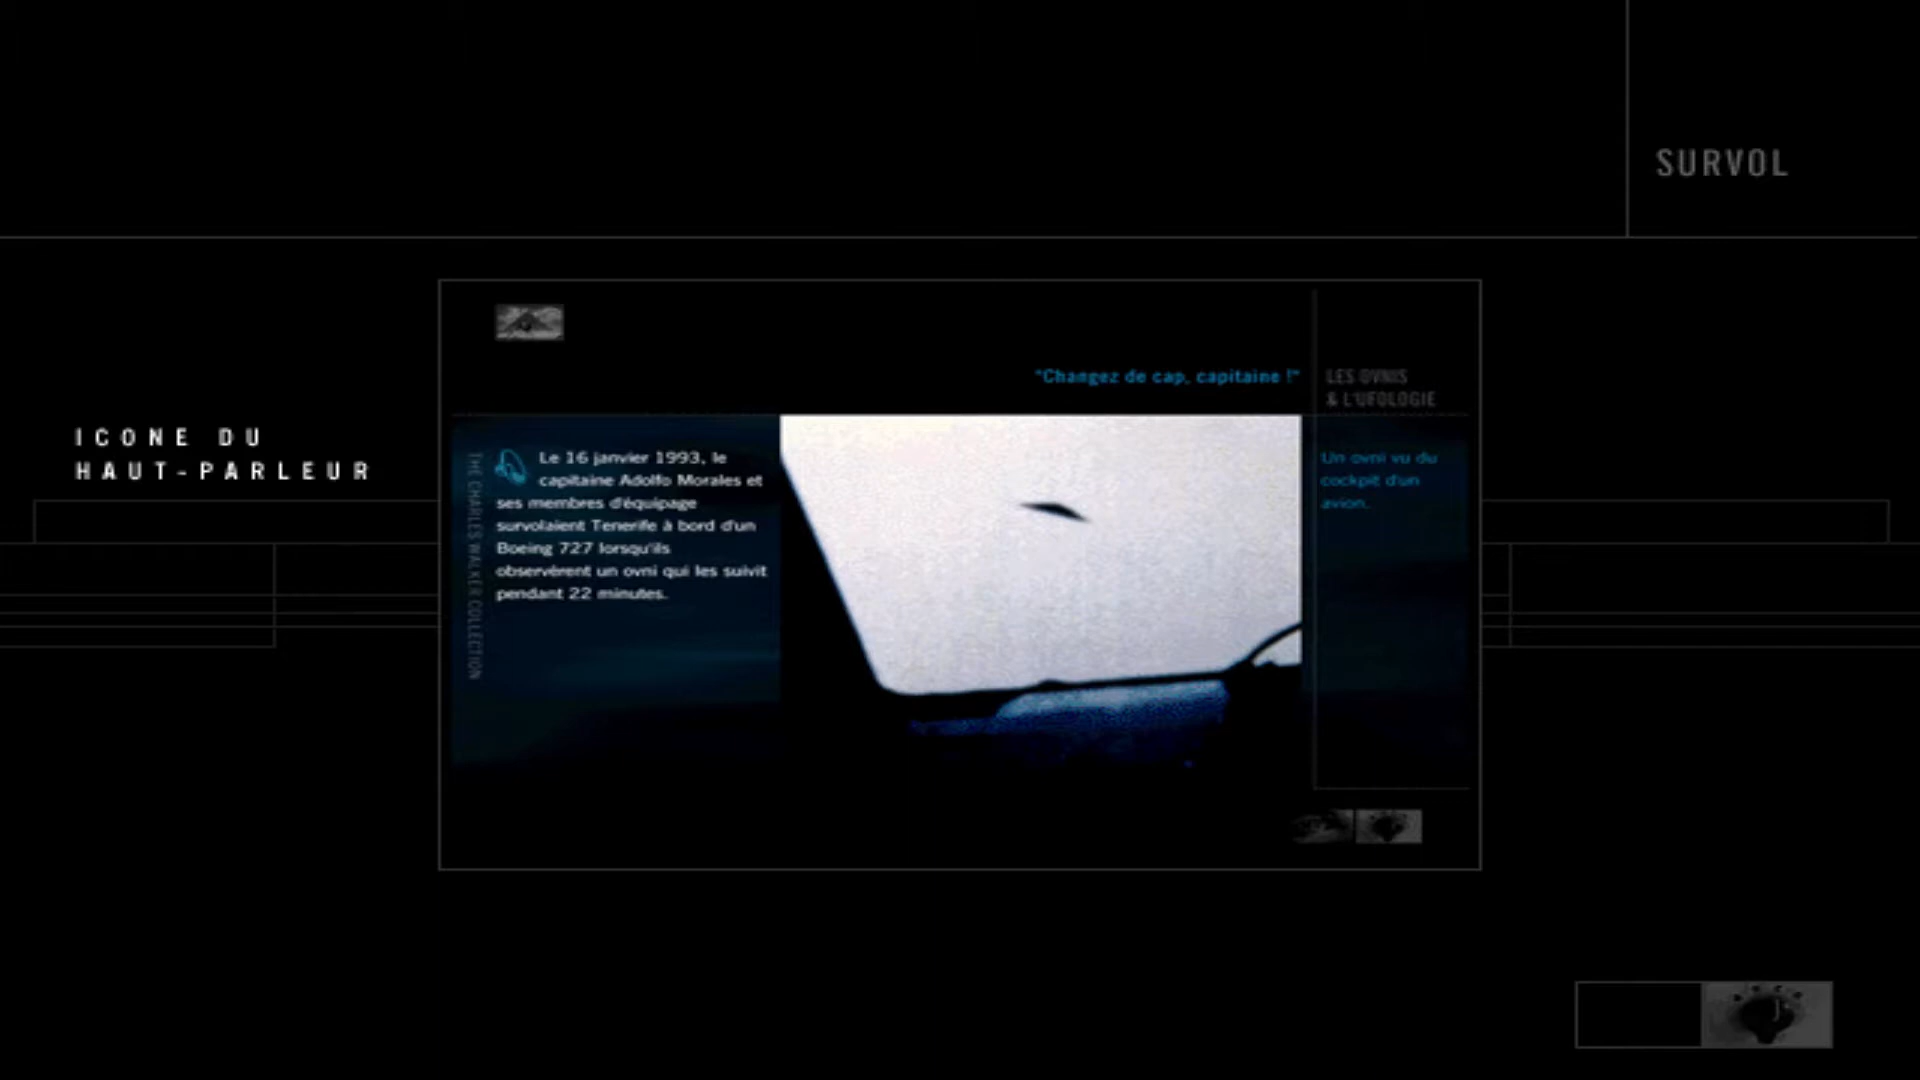 SURVOL
ICONE DU
HAUT-PARLEUR
"Changez de cap, capitaine !"
LES OVNIS
& L'UFOLOGIE
THE CHARLES WALKER COLLECTION
Le 16 janvier 1993, le
capitaine Adolfo Morales et
ses membres d'équipage
survolaient Tenerife à bord d'un
Boeing 727 lorsqu'ils
observèrent un ovni qui les suivit
pendant 22 minutes.
Un ovni vu du
cockpit d'un
avion.